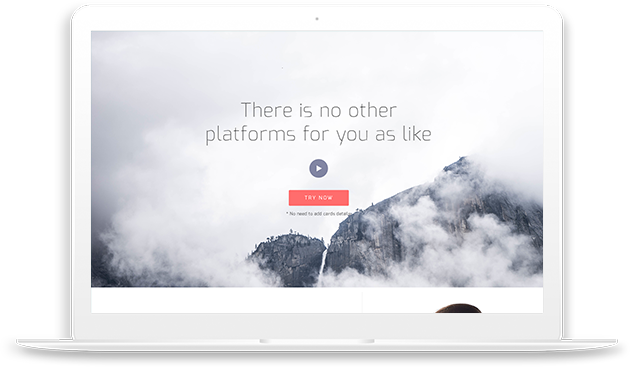 There is no other
platforms for you as like
TRY NOW
* No need to add cards details